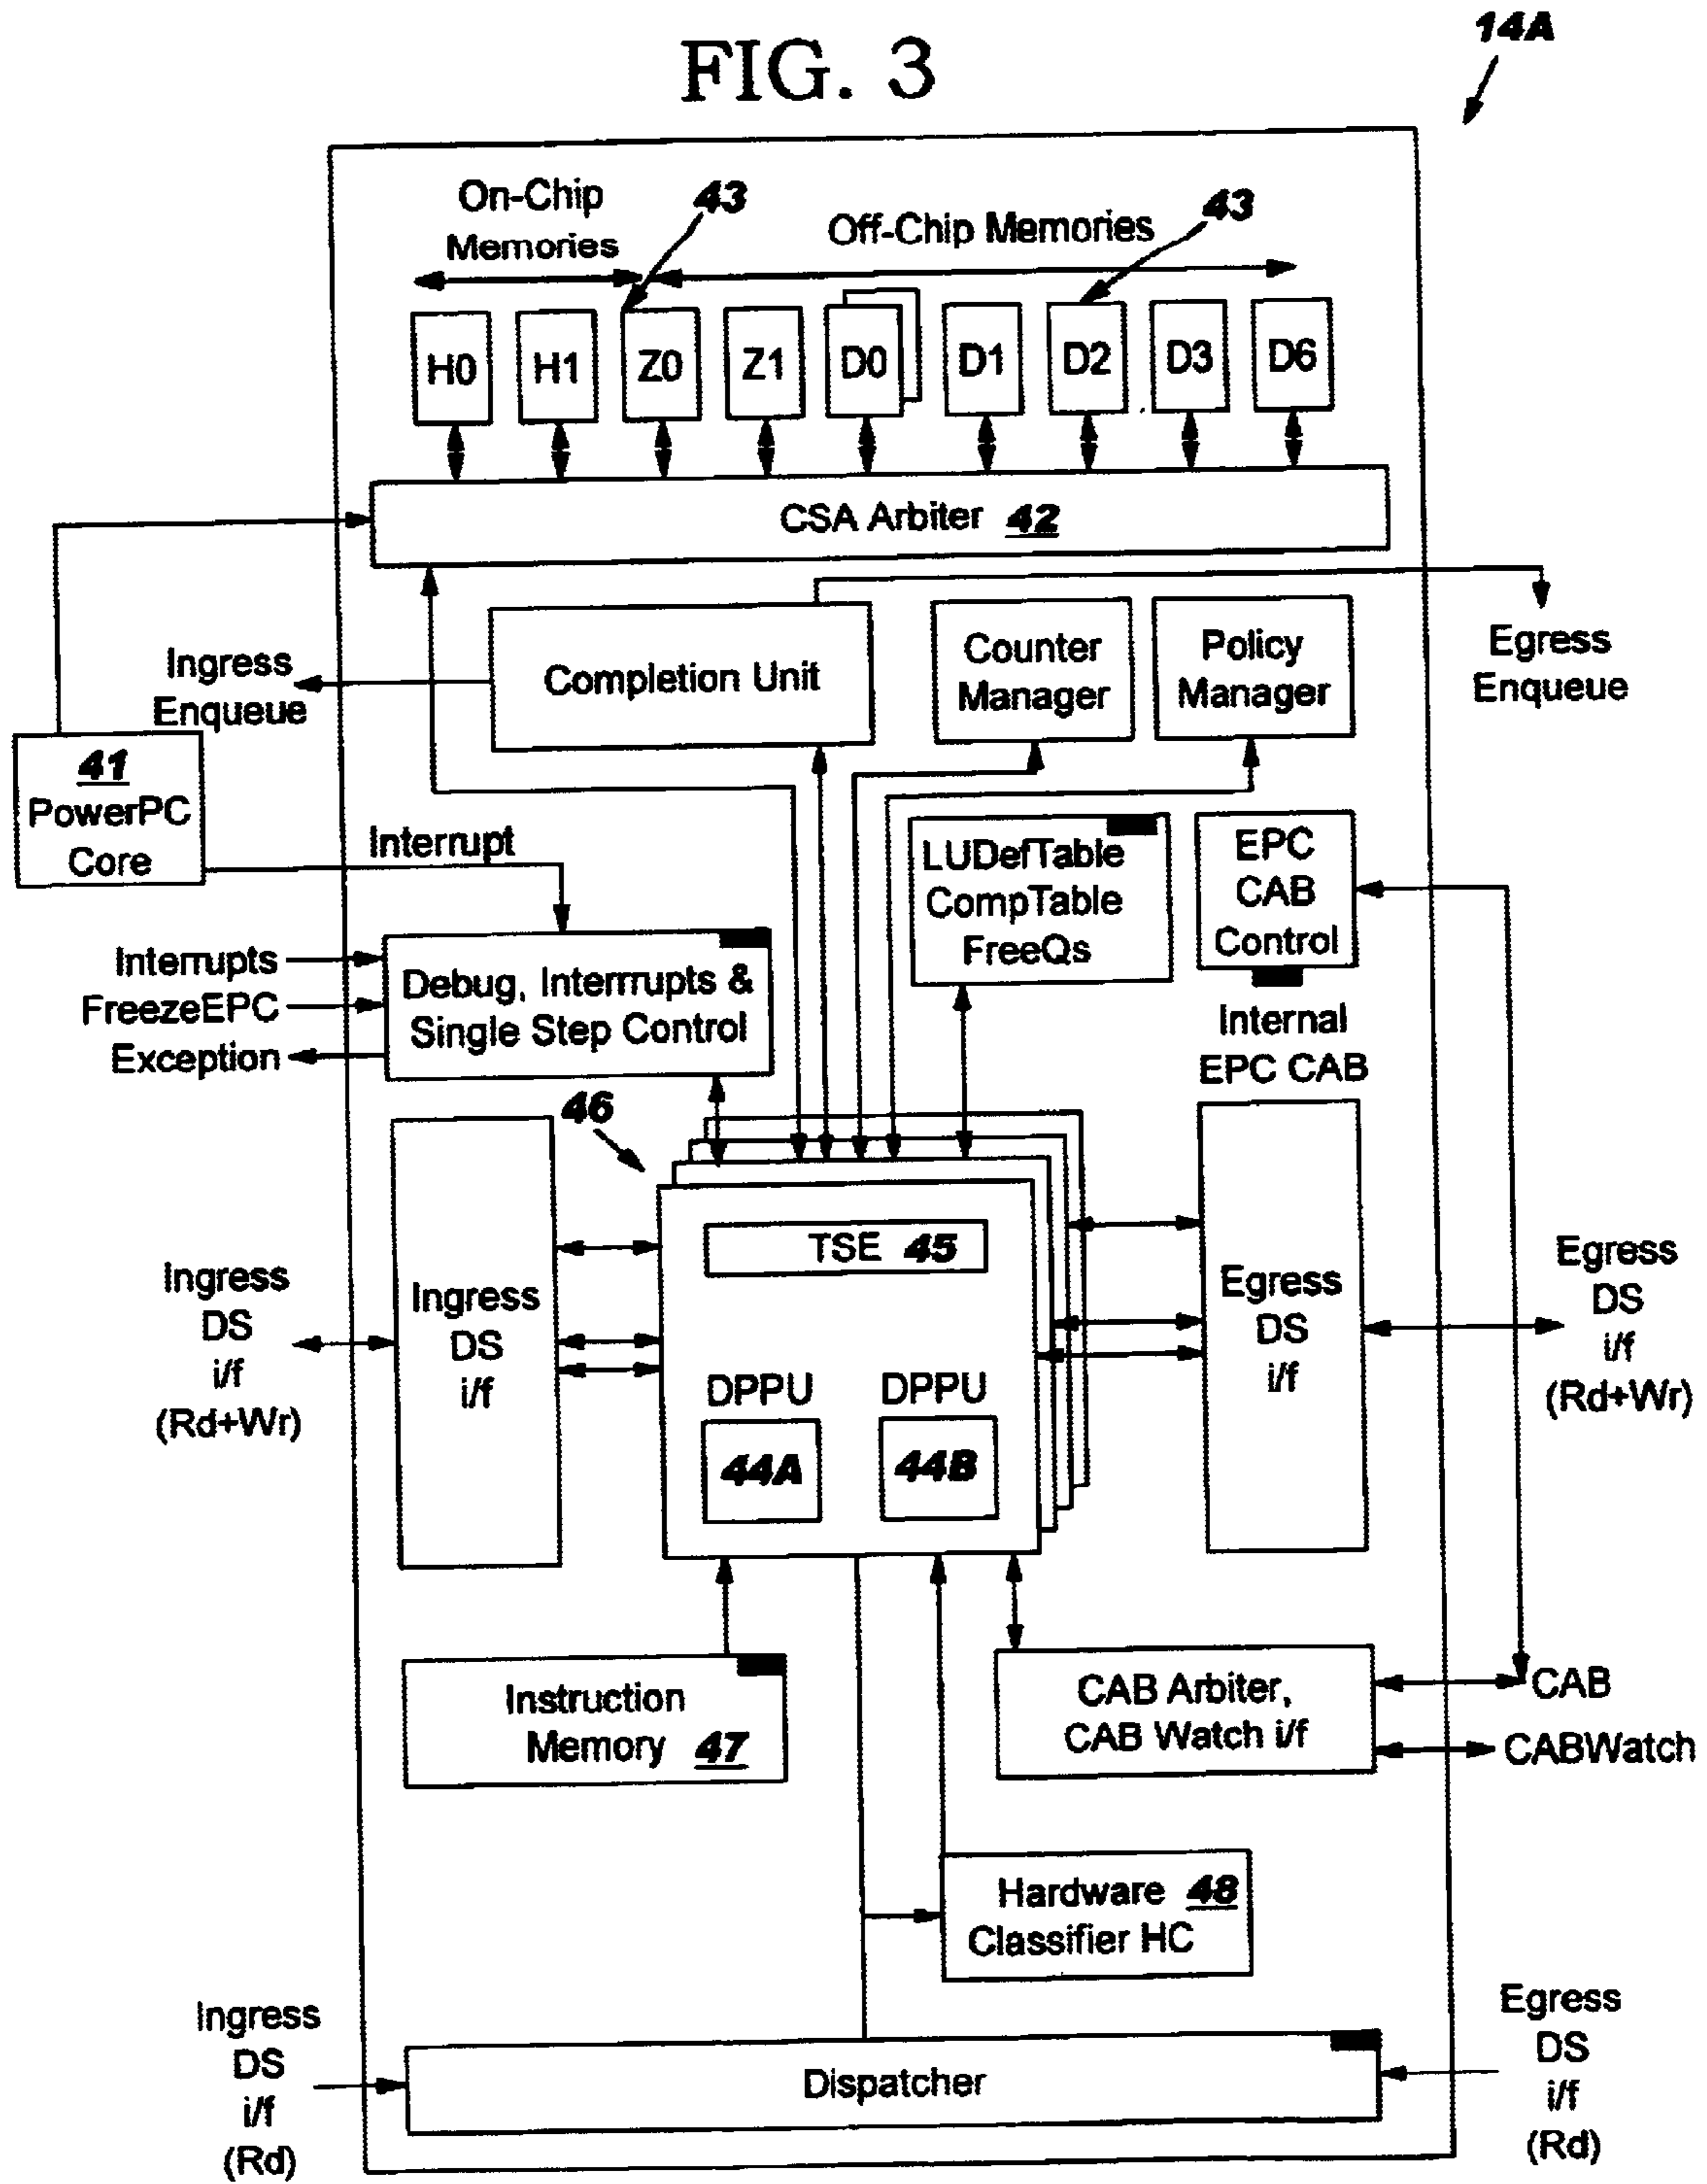 FIG. 3
14A
On-Chip
Memories
43
Off-Chip Memories
43
H0
H1
Z0
Z1
D0
D1
D2
D3
D6
CSA Arbiter 42
Ingress
Enqueue
Completion Unit
Counter
Manager
Policy
Manager
Egress
Enqueue
41
PowerPC
Core
Interrupt
LUDefTable
CompTable
FreeQs
EPC
CAB
Control
Interrupts
FreezeEPC
Exception
Debug, Interrrupts &
Single Step Control
Internal
EPC CAB
46
TSE 45
Ingress
DS
i/f
(Rd+Wr)
Ingress
DS
i/f
Egress
DS
i/f
Egress
DS
i/f
(Rd+Wr)
DPPU
DPPU
44A
44B
Instruction
Memory 47
CAB Arbiter,
CAB Watch i/f
CAB
CABWatch
Hardware 48
Classifier HC
Ingress
DS
i/f
(Rd)
Dispatcher
Egress
DS
i/f
(Rd)